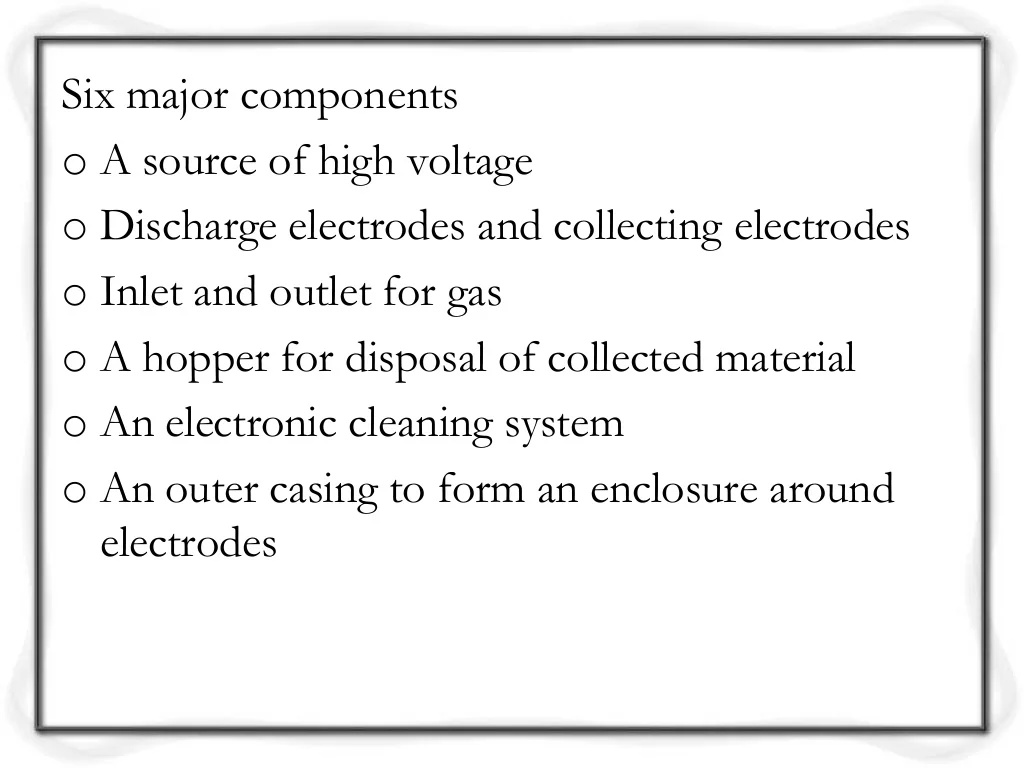 Six major components
o A source of high voltage
o Discharge electrodes and collecting electrodes
o Inlet and outlet for gas
o A hopper for disposal of collected material
o An electronic cleaning system
o An outer casing to form an enclosure around
electrodes